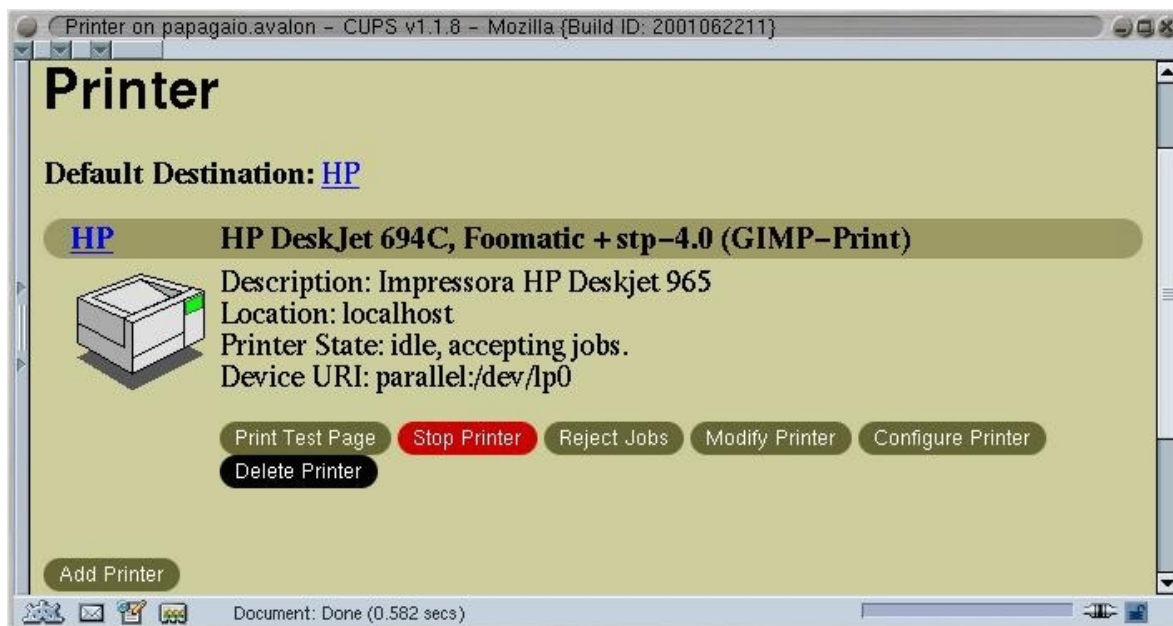 Printer on papagaio.avalon - CUPS v1.1.8 - Mozilla {Build ID: 2001062211}
Printer
Default Destination: HP
HP HP DeskJet 694C, Foomatic + stp-4.0 (GIMP-Print)
Description: Impressora HP Deskjet 965
Location: localhost
Printer State: idle, accepting jobs.
Device URI: parallel:/dev/lp0
Print Test Page Stop Printer Reject Jobs Modify Printer Configure Printer
Delete Printer
Add Printer
Document: Done (0.582 secs)